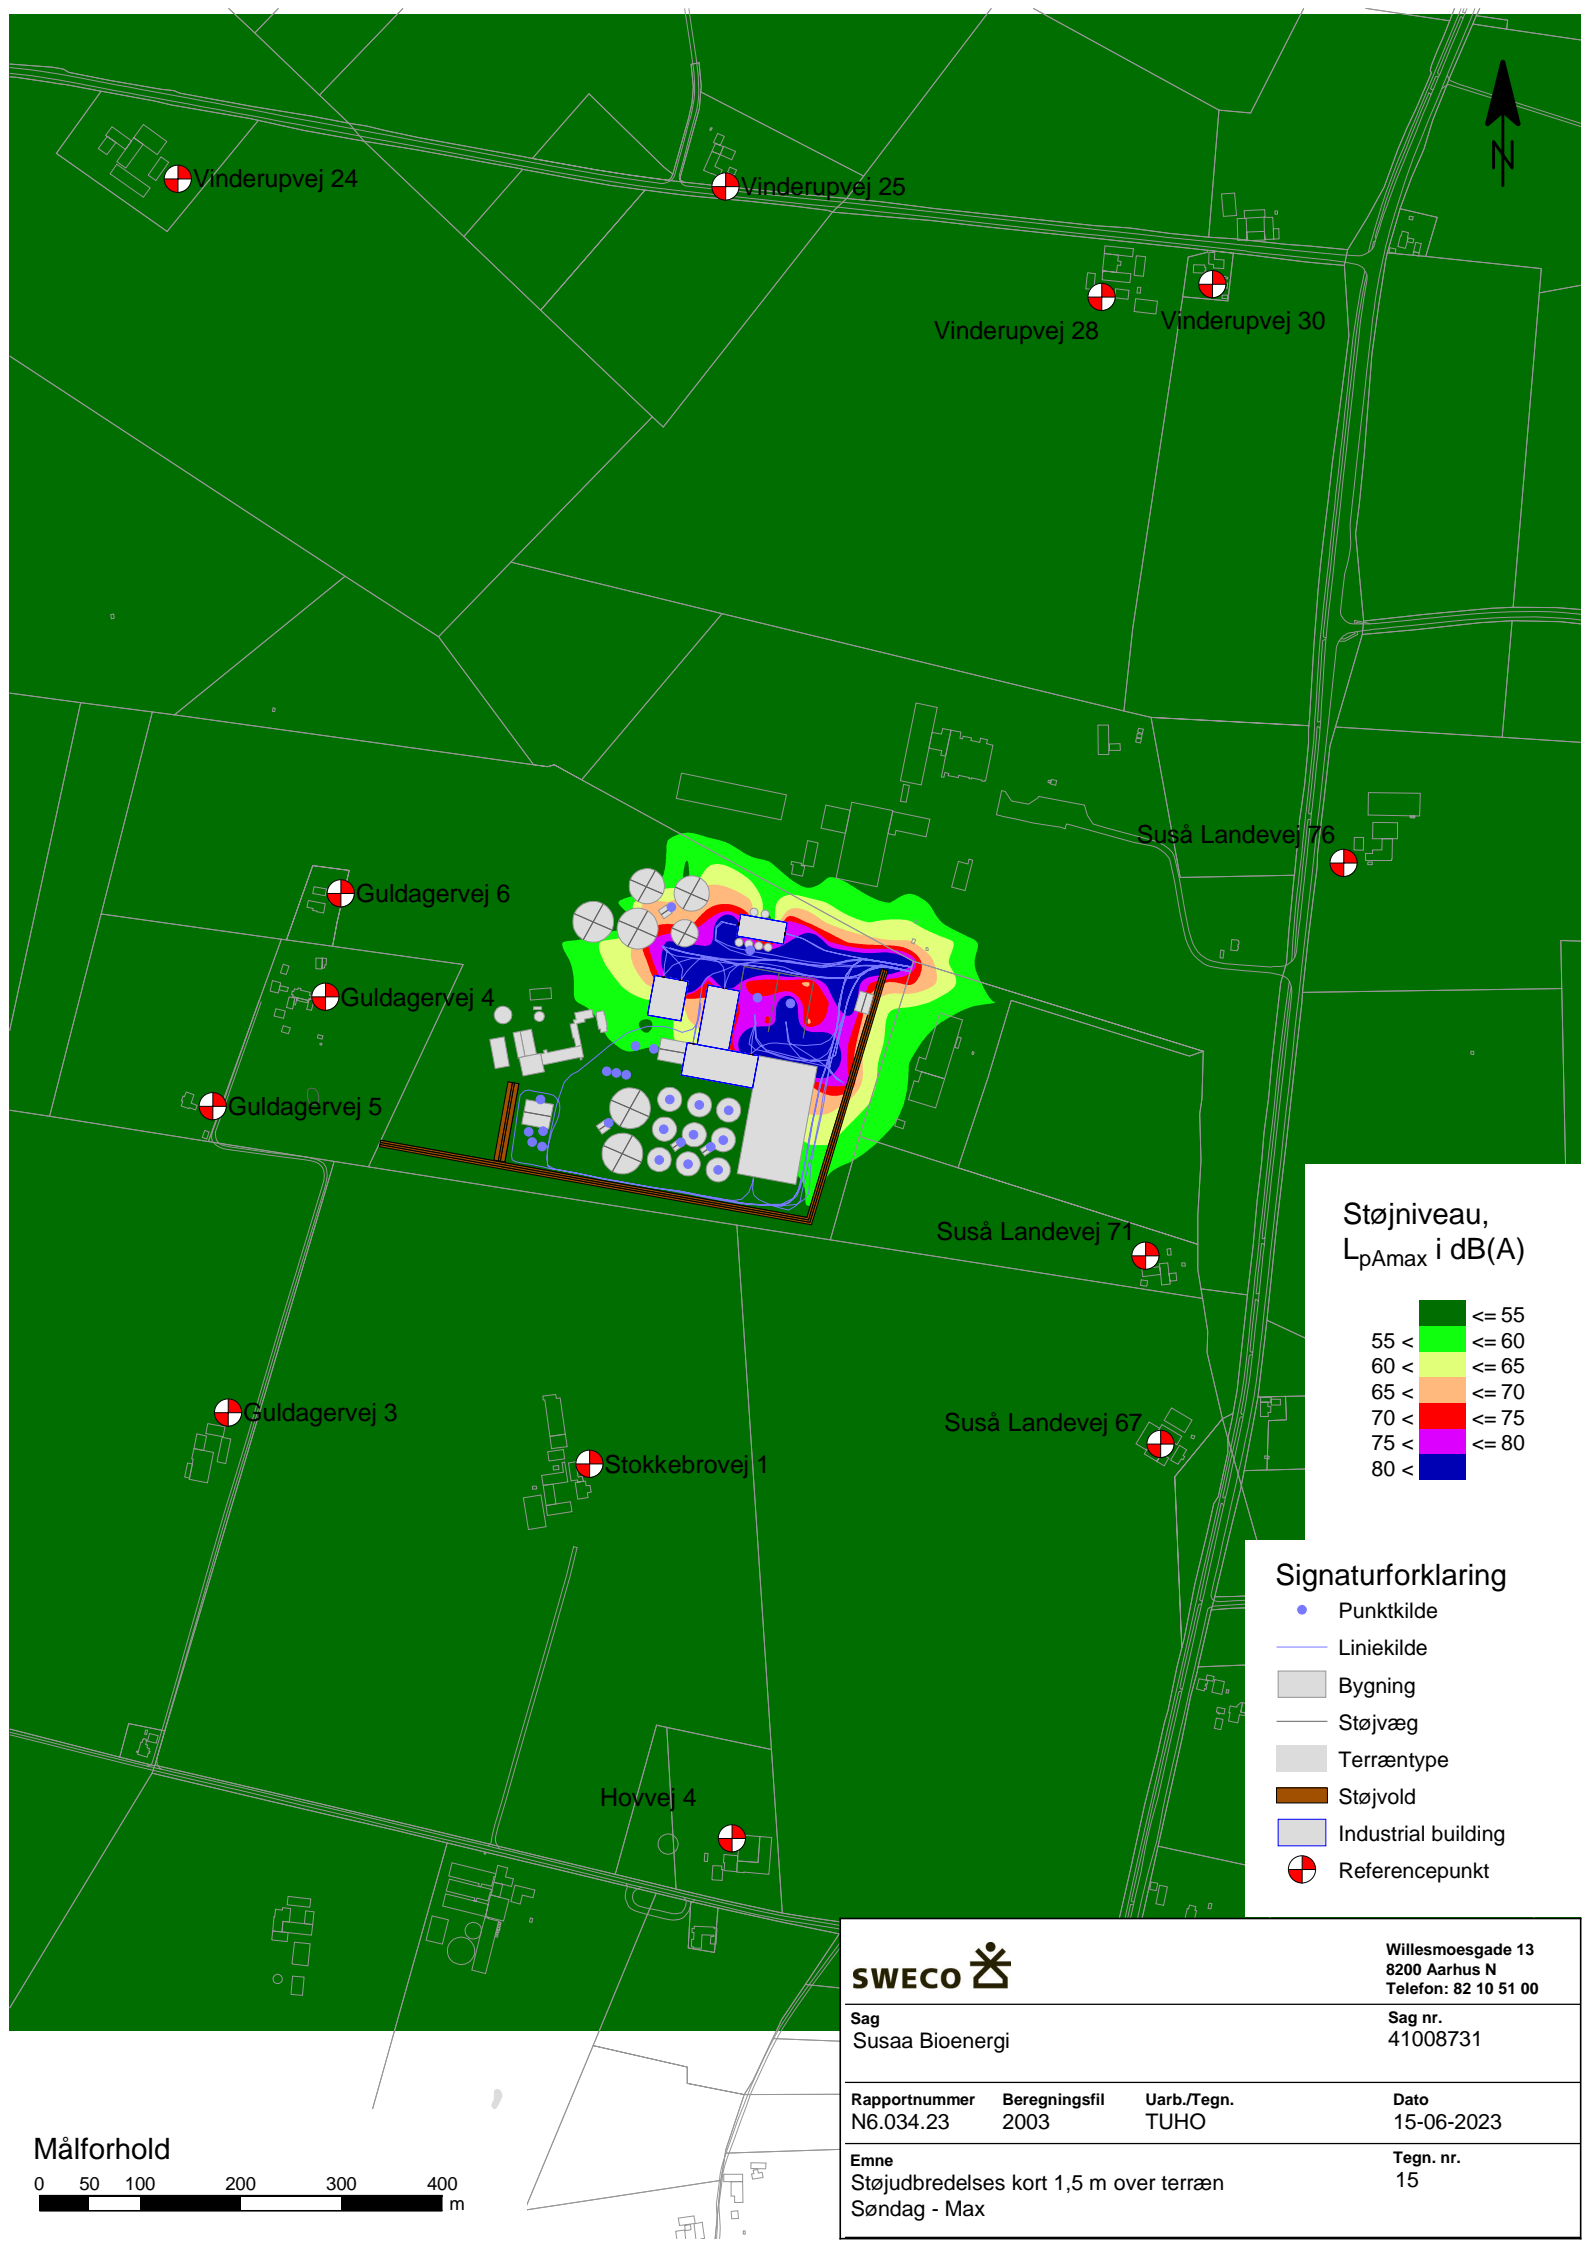 N
Vinderupvej 24
Vinderupvej 25
Vinderupvej 28
Vinderupvej 30
Suså Landevej 76
Guldagervej 6
Guldagervej 4
Guldagervej 5
Suså Landevej 71
Guldagervej 3
Suså Landevej 67
Stokkebrovej 1
Hovvej 4
Støjniveau,
LpAmax i dB(A)
<= 55
55 < <= 60
60 < <= 65
65 < <= 70
70 < <= 75
75 < <= 80
80 <
Signaturforklaring
Punktkilde
Liniekilde
Bygning
Støjvæg
Terræntype
Støjvold
Industrial building
Referencepunkt
SWECO
Willesmoesgade 13
8200 Aarhus N
Telefon: 82 10 51 00
Sag Sag nr.
Susaa Bioenergi 41008731
Rapportnummer Beregningsfil Uarb./Tegn. Dato
N6.034.23 2003 TUHO 15-06-2023
Emne Tegn. nr.
Støjudbredelses kort 1,5 m over terræn 15
Søndag - Max
Målforhold
0 50 100 200 300 400
m